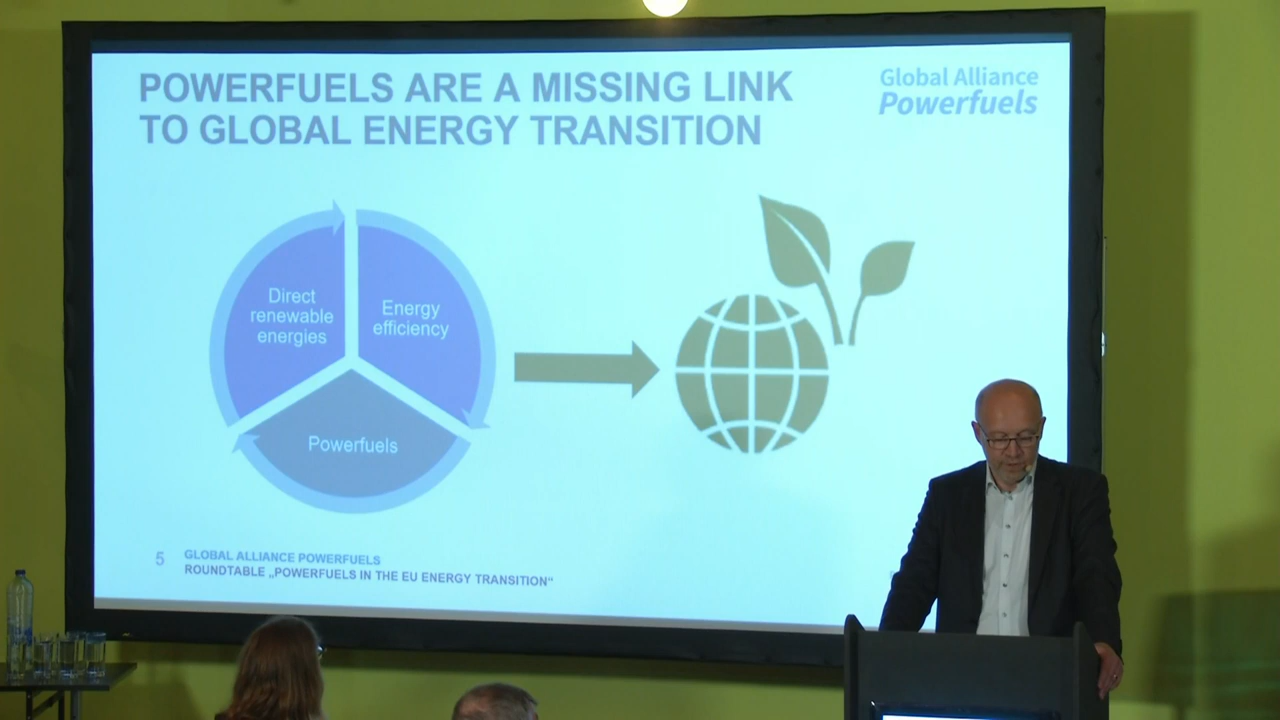 POWERFUELS ARE A MISSING LINK
TO GLOBAL ENERGY TRANSITION
Global Alliance
Powerfuels
Direct
renewable
energies
Energy
efficiency
Powerfuels
5
GLOBAL ALLIANCE POWERFUELS
ROUNDTABLE „POWERFUELS IN THE EU ENERGY TRANSITION“